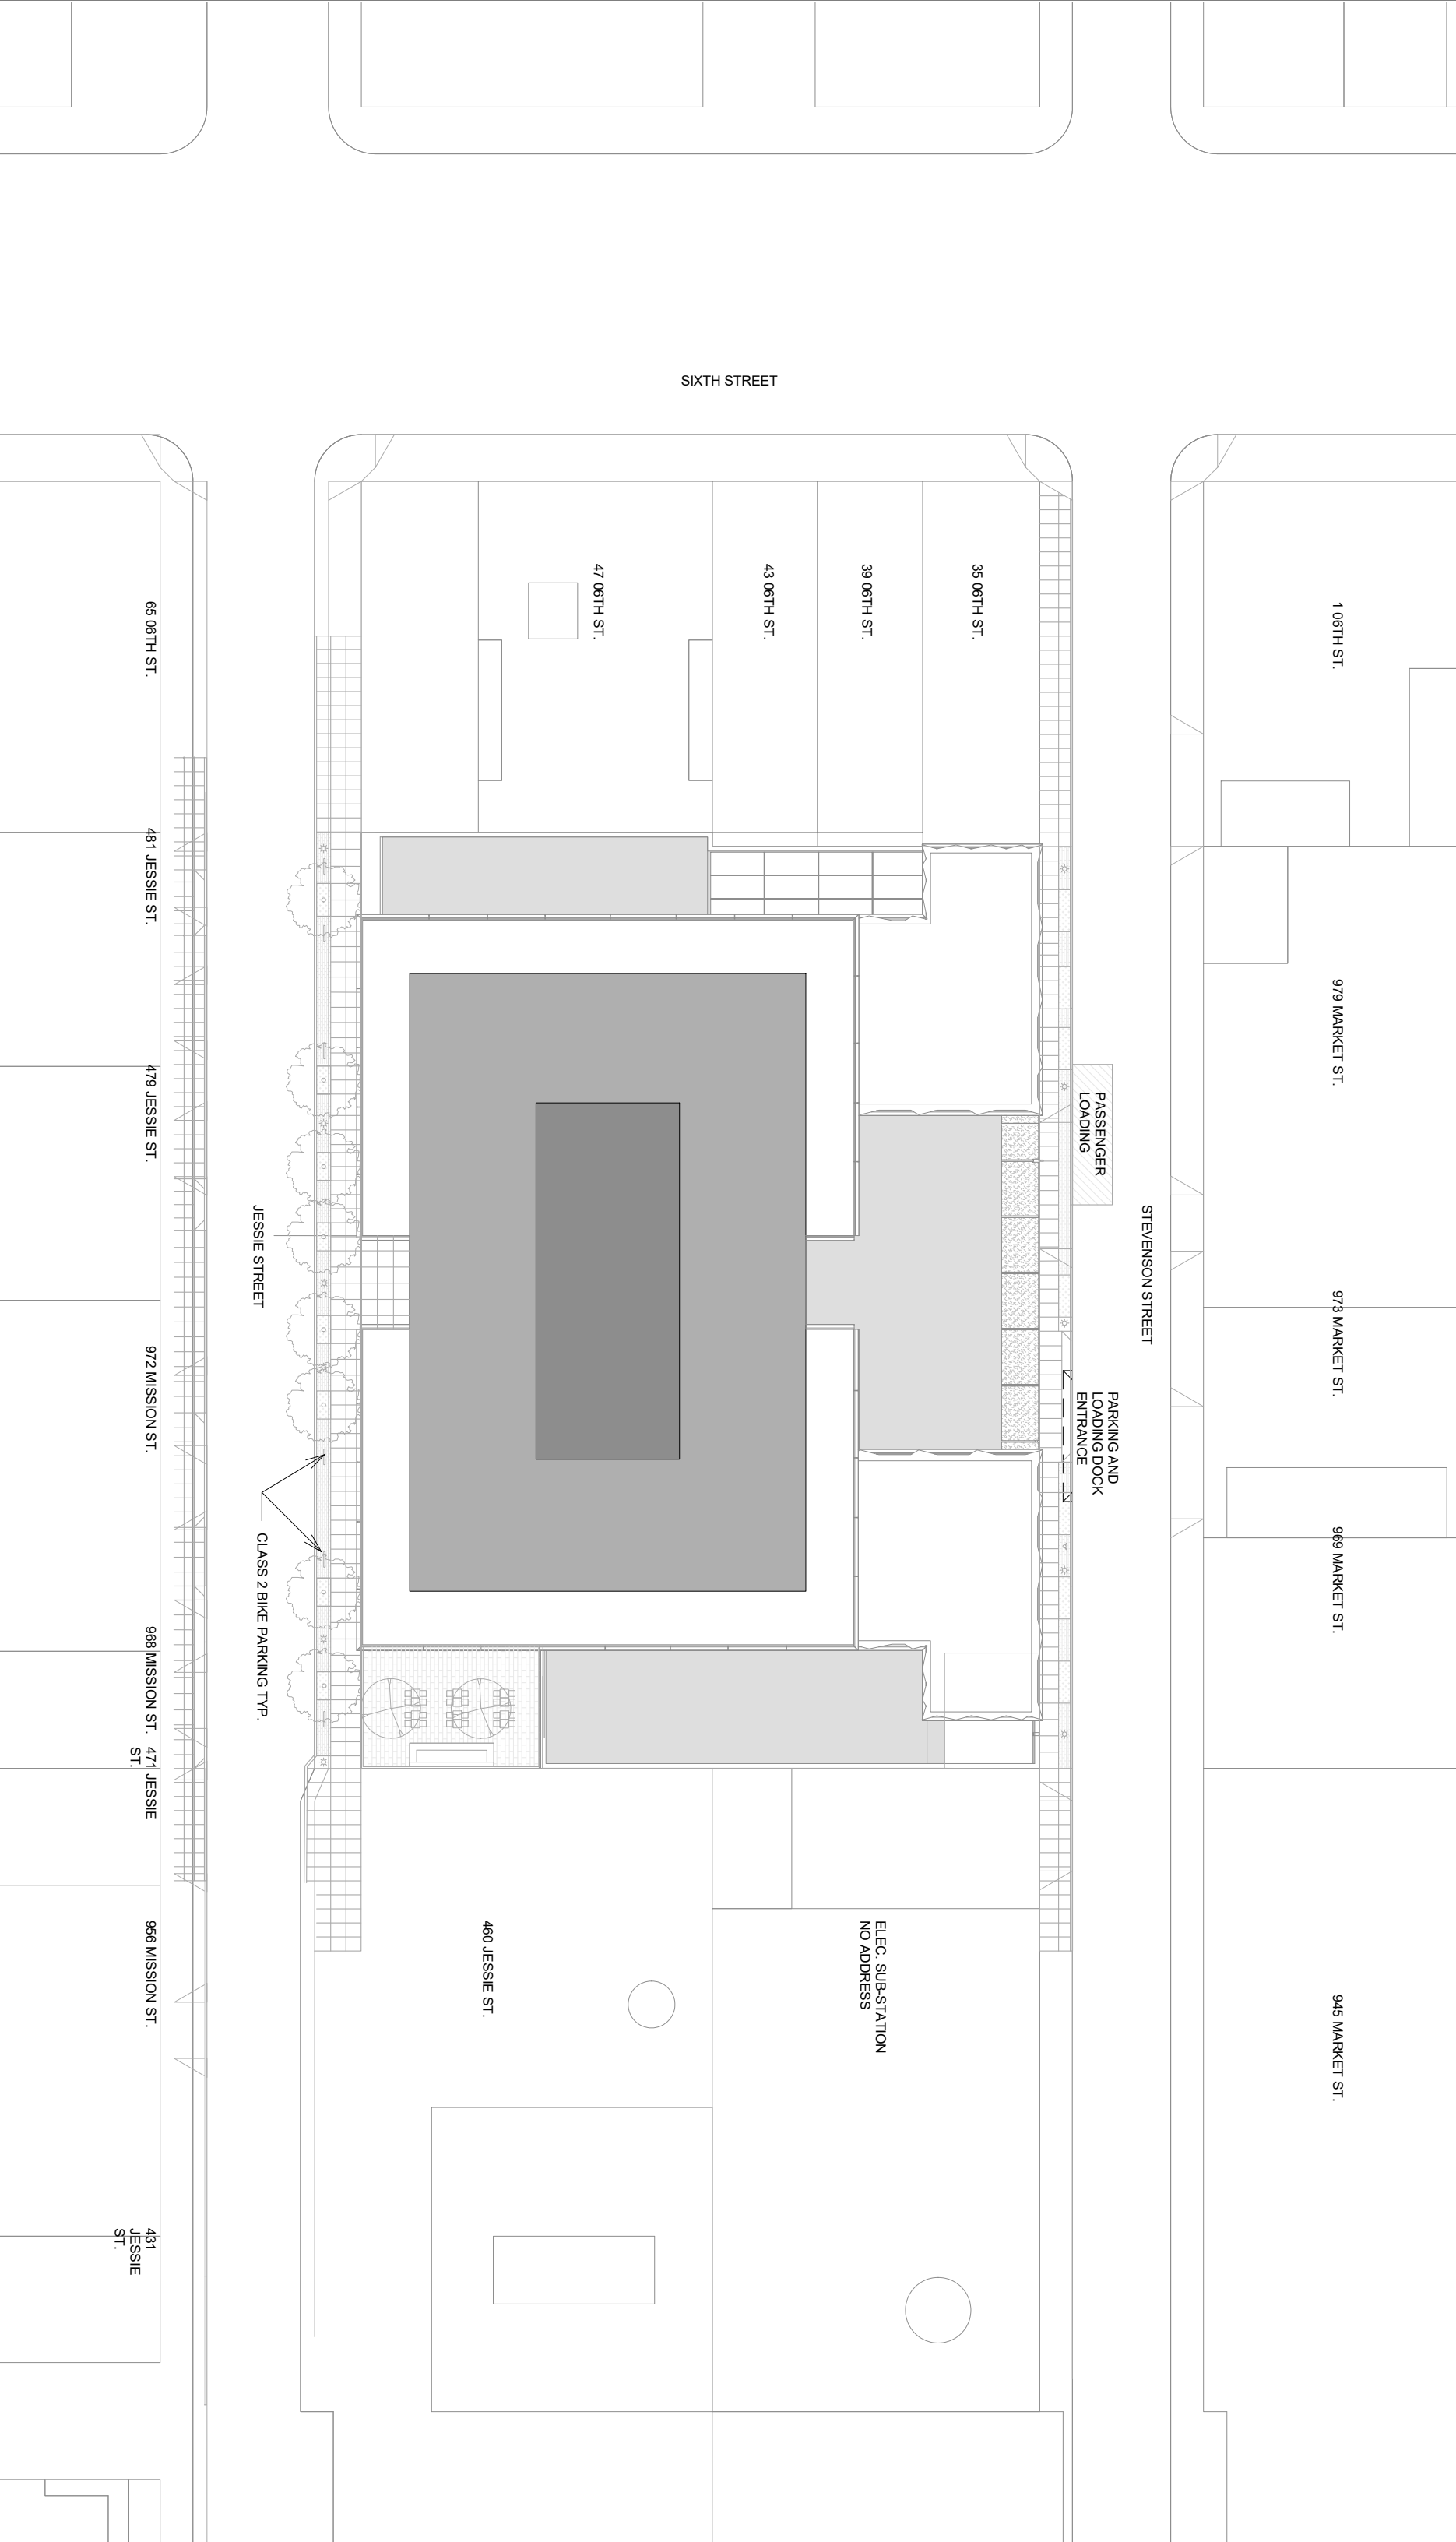 SIXTH STREET
47 06TH ST.
43 06TH ST.
39 06TH ST.
35 06TH ST.
65 06TH ST.
1 06TH ST.
481 JESSIE ST.
979 MARKET ST.
479 JESSIE ST.
PASSENGER
LOADING
JESSIE STREET
STEVENSON STREET
973 MARKET ST.
972 MISSION ST.
PARKING AND
LOADING DOCK
ENTRANCE
CLASS 2 BIKE PARKING TYP.
969 MARKET ST.
968 MISSION ST.
471 JESSIE
ST.
956 MISSION ST.
460 JESSIE ST.
ELEC. SUB-STATION
NO ADDRESS
945 MARKET ST.
431
JESSIE
ST.